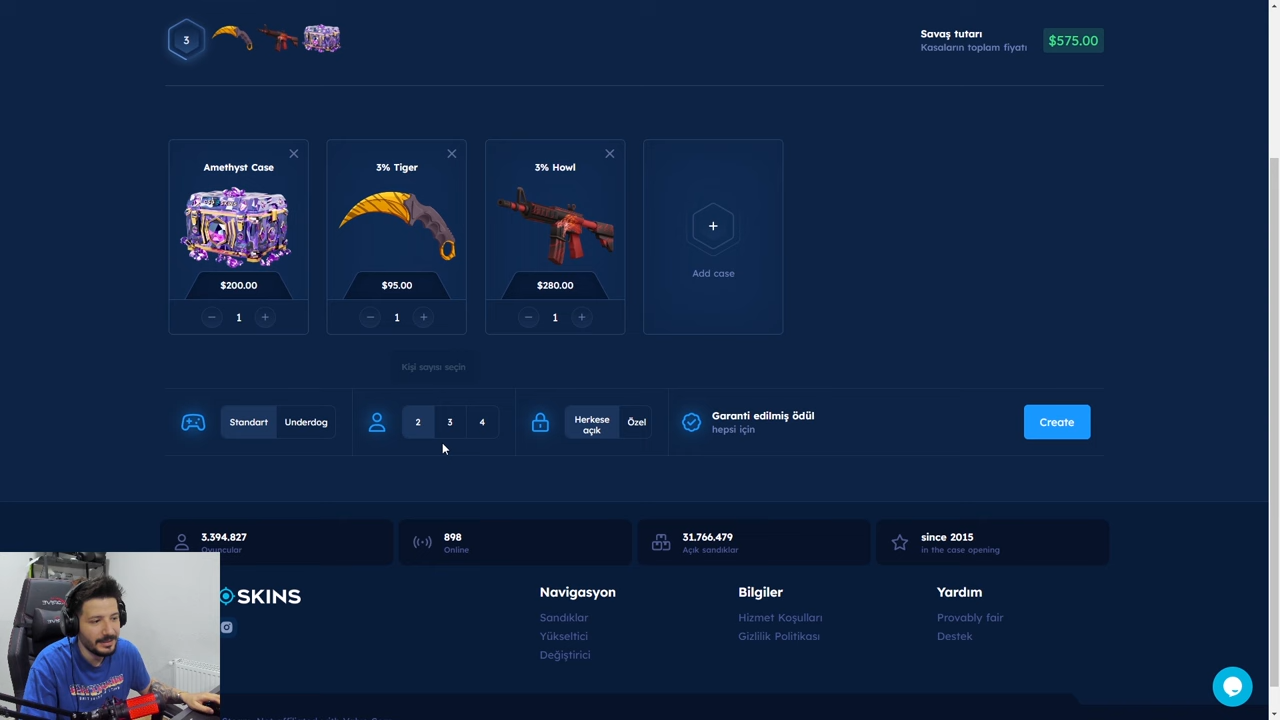 3
Savaş tutarı
Kasaların toplam fiyatı
$575.00
Amethyst Case
$200.00
1
3% Tiger
$95.00
1
3% Howl
$280.00
1
Add case
Kişi sayısı seçin
Standart
Underdog
2
3
4
Herkese
açık
Özel
Garanti edilmiş ödül
hepsi için
Create
3.394.827
Oyuncular
898
Online
31.766.479
Açık sandıklar
since 2015
in the case opening
SKINS
Navigasyon
Sandıklar
Yükseltici
Değiştirici
Bilgiler
Hizmet Koşulları
Gizlilik Politikası
Yardım
Provably fair
Destek